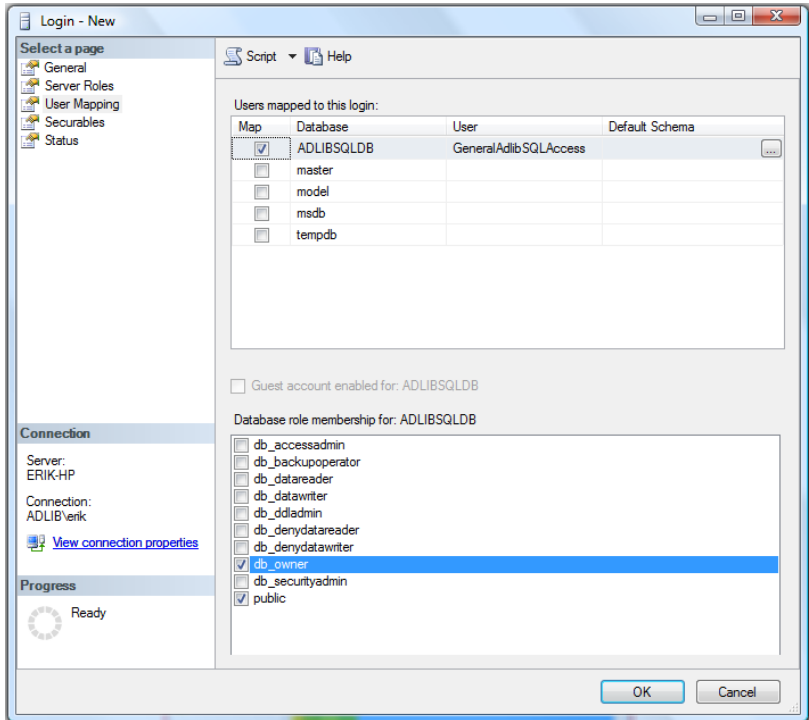 Login - New
Select a page
General
Server Roles
User Mapping
Securables
Status
Script
Help
Users mapped to this login:
Map Database User Default Schema
ADLIBSQLDB GeneralAdlibSQLAccess ...
master
model
msdb
tempdb
Guest account enabled for: ADLIBSQLDB
Database role membership for: ADLIBSQLDB
db_accessadmin
db_backupoperator
db_datareader
db_datawriter
db_ddladmin
db_denydatareader
db_denydatawriter
db_owner
db_securityadmin
public
Connection
Server:
ERIK-HP
Connection:
ADLIB\erik
View connection properties
Progress
Ready
OK Cancel